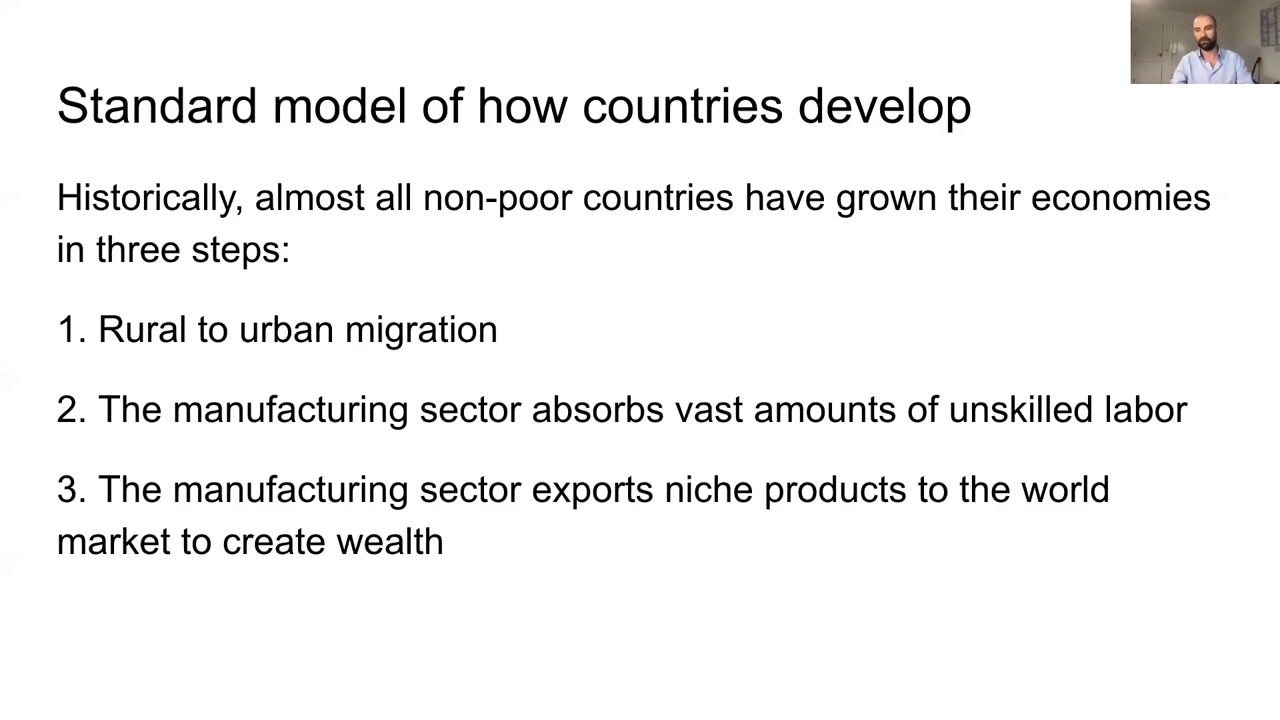 Standard model of how countries develop
Historically, almost all non-poor countries have grown their economies
in three steps:
1. Rural to urban migration
2. The manufacturing sector absorbs vast amounts of unskilled labor
3. The manufacturing sector exports niche products to the world
market to create wealth